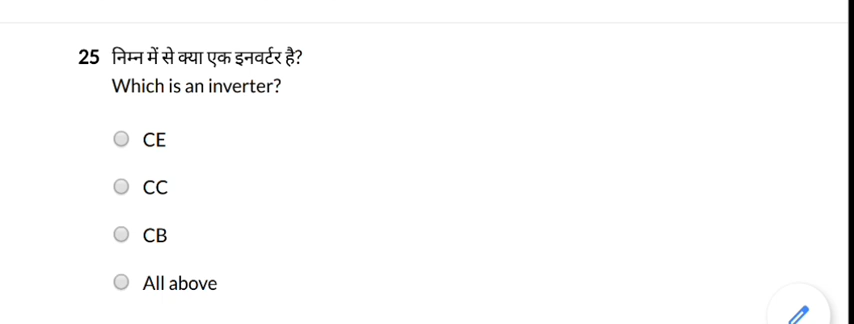 25 निम्न में से क्या एक इनवर्टर है?
Which is an inverter?
CE
CC
CB
All above